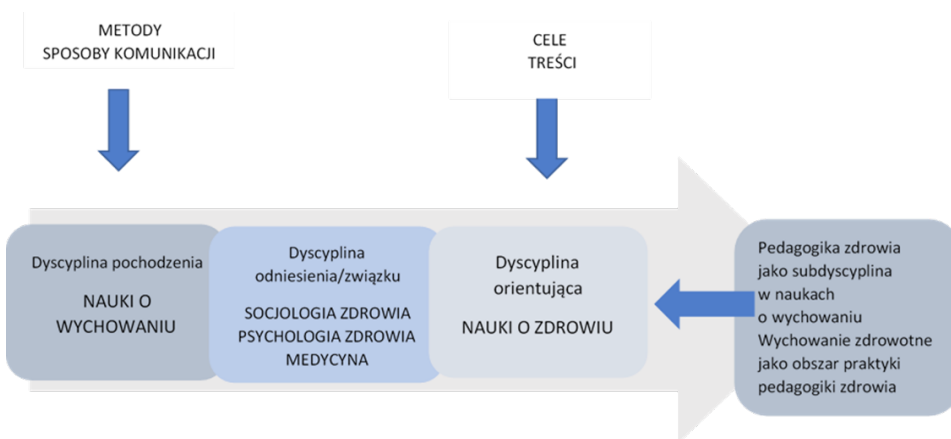 METODY
SPOSOBY KOMUNIKACJI
CELE
TREŚCI
Dyscyplina pochodzenia
NAUKI O
WYCHOWANIU
Dyscyplina
odniesienia/związku
SOCJOLOGIA ZDROWIA
PSYCHOLOGIA ZDROWIA
MEDYCYNA
Dyscyplina
orientująca
NAUKI O ZDROWIU
Pedagogika zdrowia
jako subdyscyplina
w naukach
o wychowaniu
Wychowanie zdrowotne
jako obszar praktyki
pedagogiki zdrowia